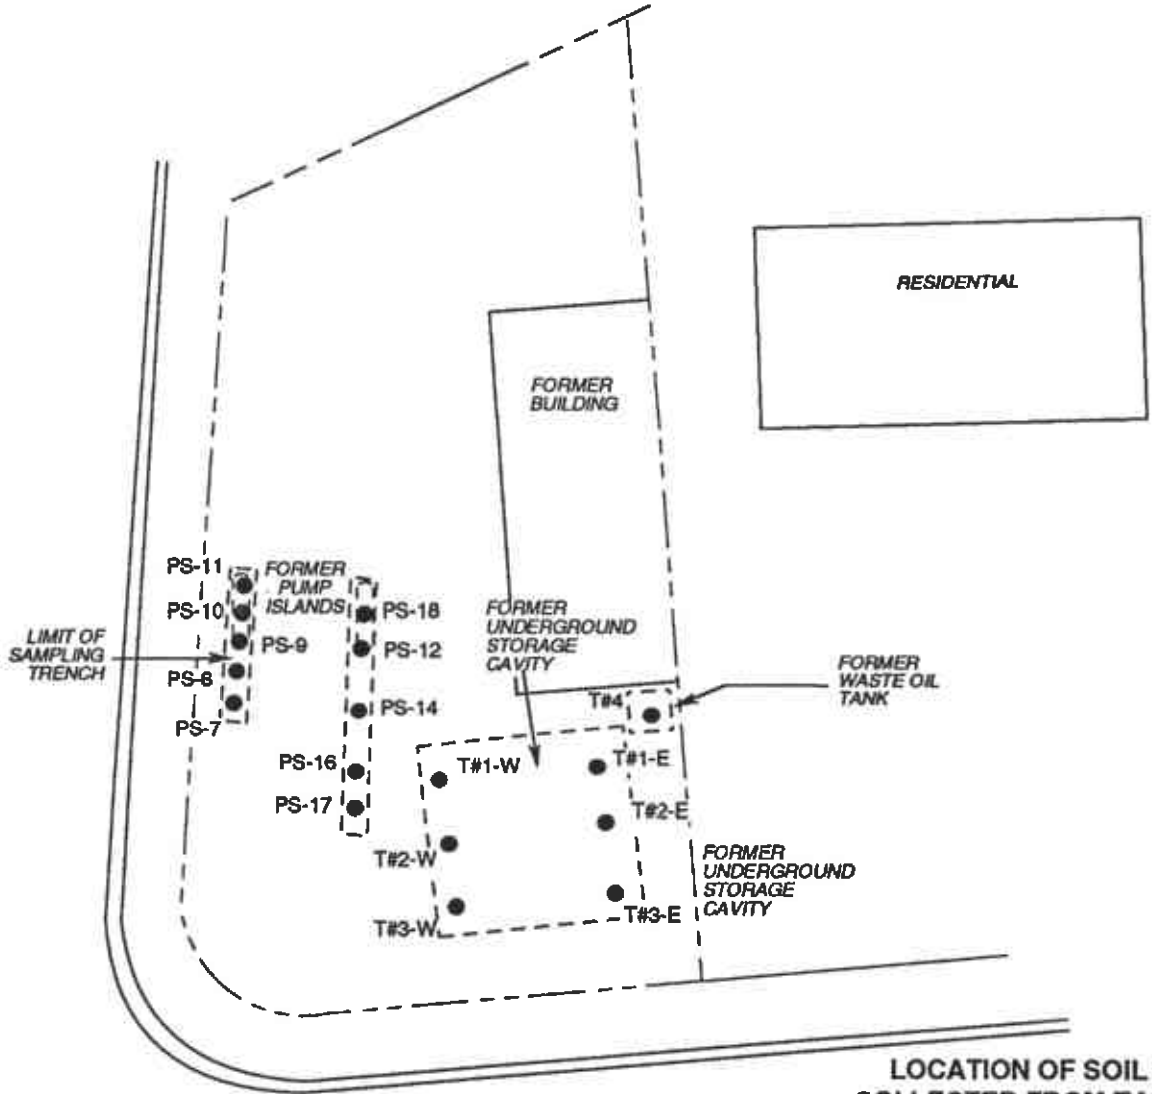 RESIDENTIAL
FORMER
BUILDING
PS-11
FORMER
PUMP
ISLANDS
PS-10
PS-18
LIMIT OF
SAMPLING
TRENCH
PS-9
PS-12
FORMER
UNDERGROUND
STORAGE
CAVITY
PS-8
PS-7
PS-14
T#4
FORMER
WASTE OIL
TANK
PS-16
T#1-W
T#1-E
PS-17
T#2-E
T#2-W
FORMER
UNDERGROUND
STORAGE
CAVITY
T#3-W
T#3-E
LOCATION OF SOIL